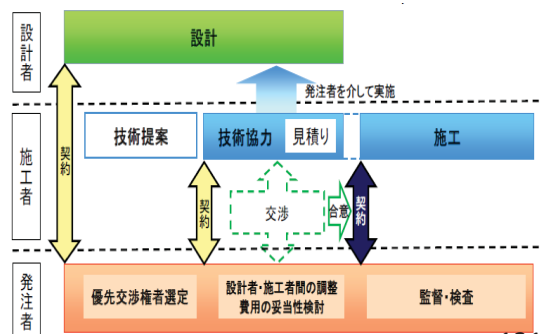 設計者
設計
発注者を介して実施
施工者
技術提案
技術協力
見積り
施工
契約
契約
交渉
合意
契約
発注者
優先交渉権者選定
設計者・施工者間の調整
費用の妥当性検討
監督・検査